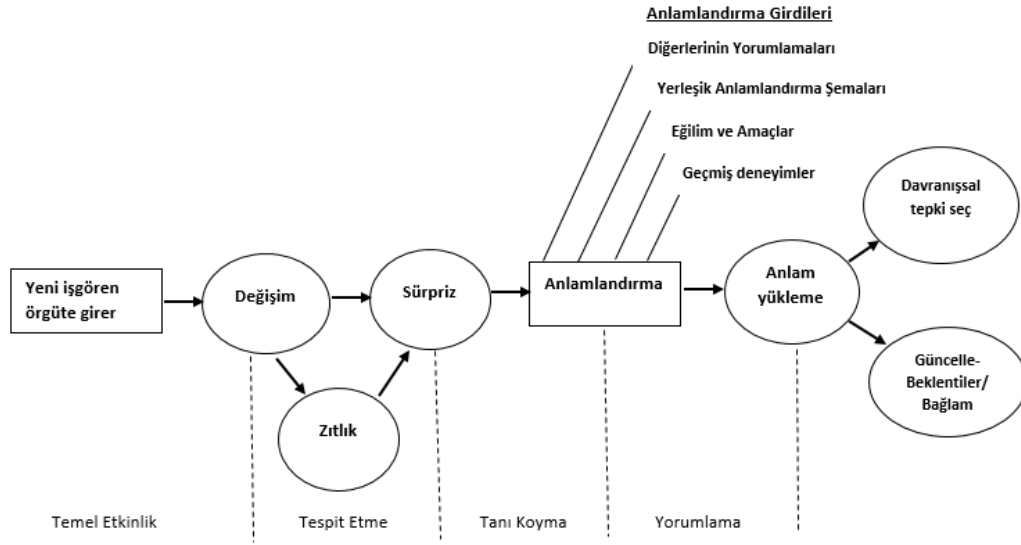 Anlamlandırma Girdileri
Diğerlerinin Yorumlamaları
Yerleşik Anlamlandırma Şemaları
Eğilim ve Amaçlar
Geçmiş deneyimler
Davranışsal
tepki seç
Yeni işgören
örgüte girer
Değişim
Sürpriz
Anlamlandırma
Anlam
yükleme
Zıtlık
Güncelle-
Beklentiler/
Bağlam
Temel Etkinlik
Tespit Etme
Tanı Koyma
Yorumlama